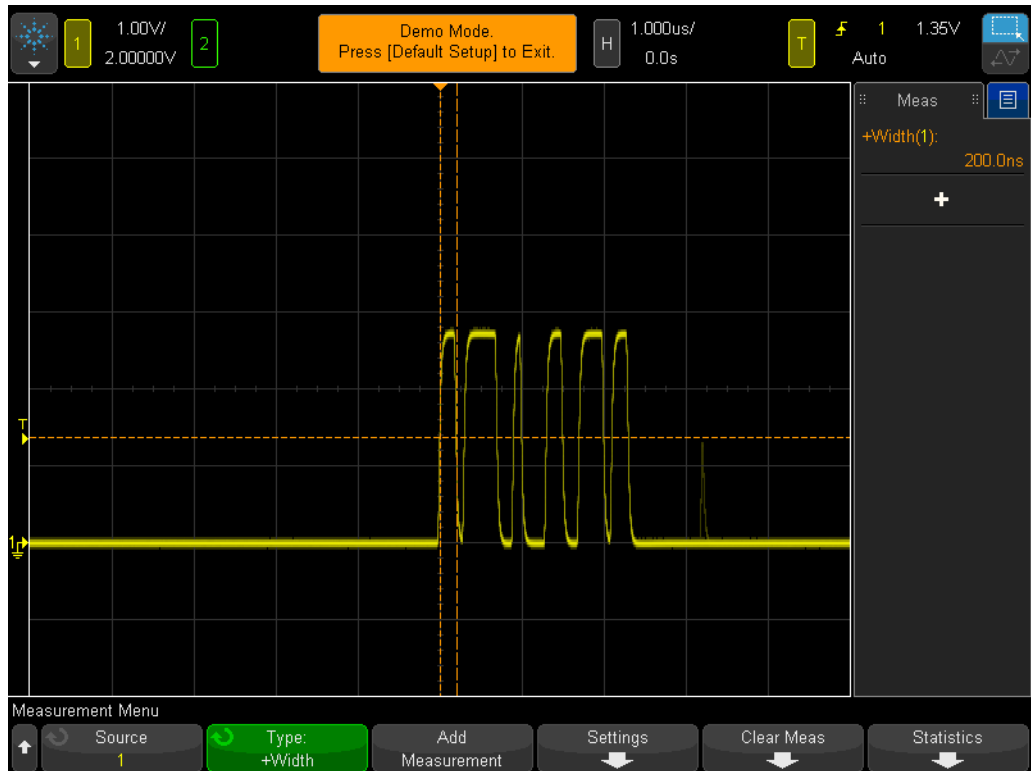 1
1.00V/
2.00000V
2
Demo Mode.
Press [Default Setup] to Exit.
H
1.000us/
0.0s
T
1
1.35V
Auto
Meas
+Width(1):
200.0ns
T
1
Measurement Menu
Source
1
Type:
+Width
Add
Measurement
Settings
Clear Meas
Statistics